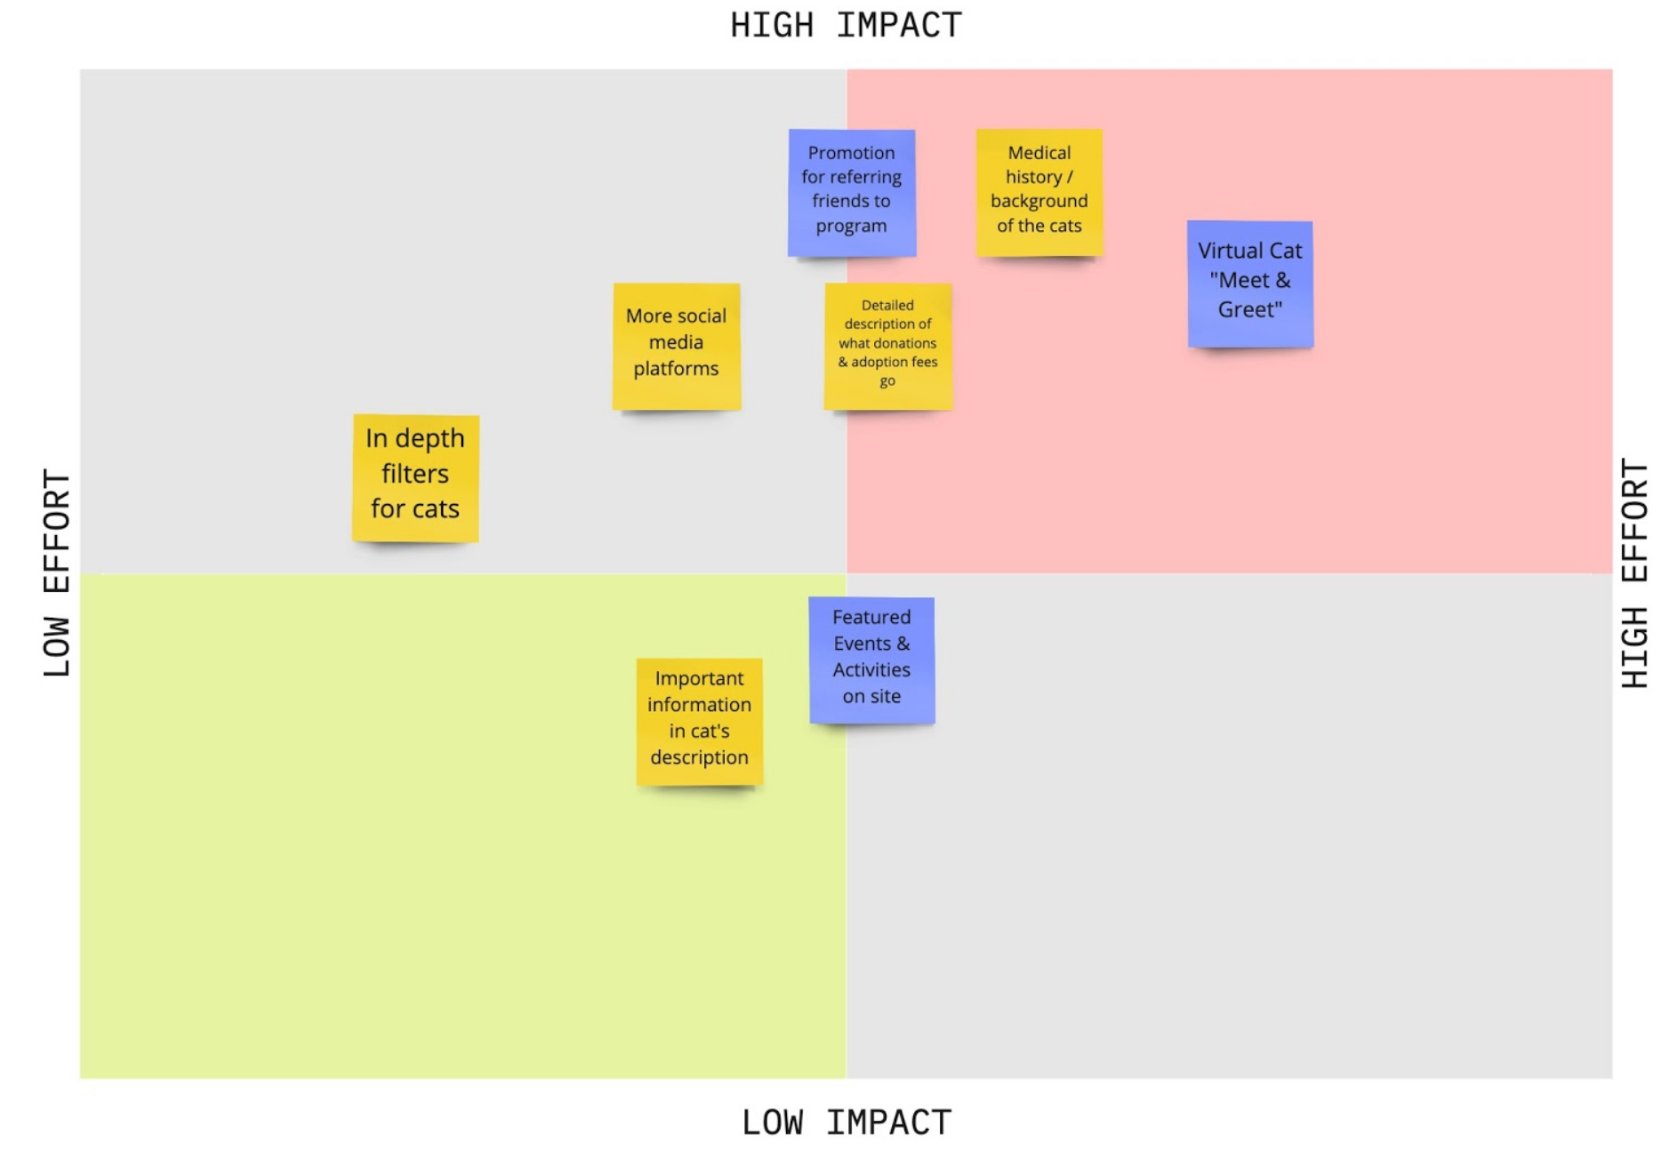 HIGH IMPACT
Promotion
for referring
friends to
program
Medical
history /
background
of the cats
Virtual Cat
"Meet &
Greet"
More social
media
platforms
Detailed
description of
what donations
& adoption fees
go
In depth
filters
for cats
LOW EFFORT
HIGH EFFORT
Featured
Events &
Activities
on site
Important
information
in cat's
description
LOW IMPACT